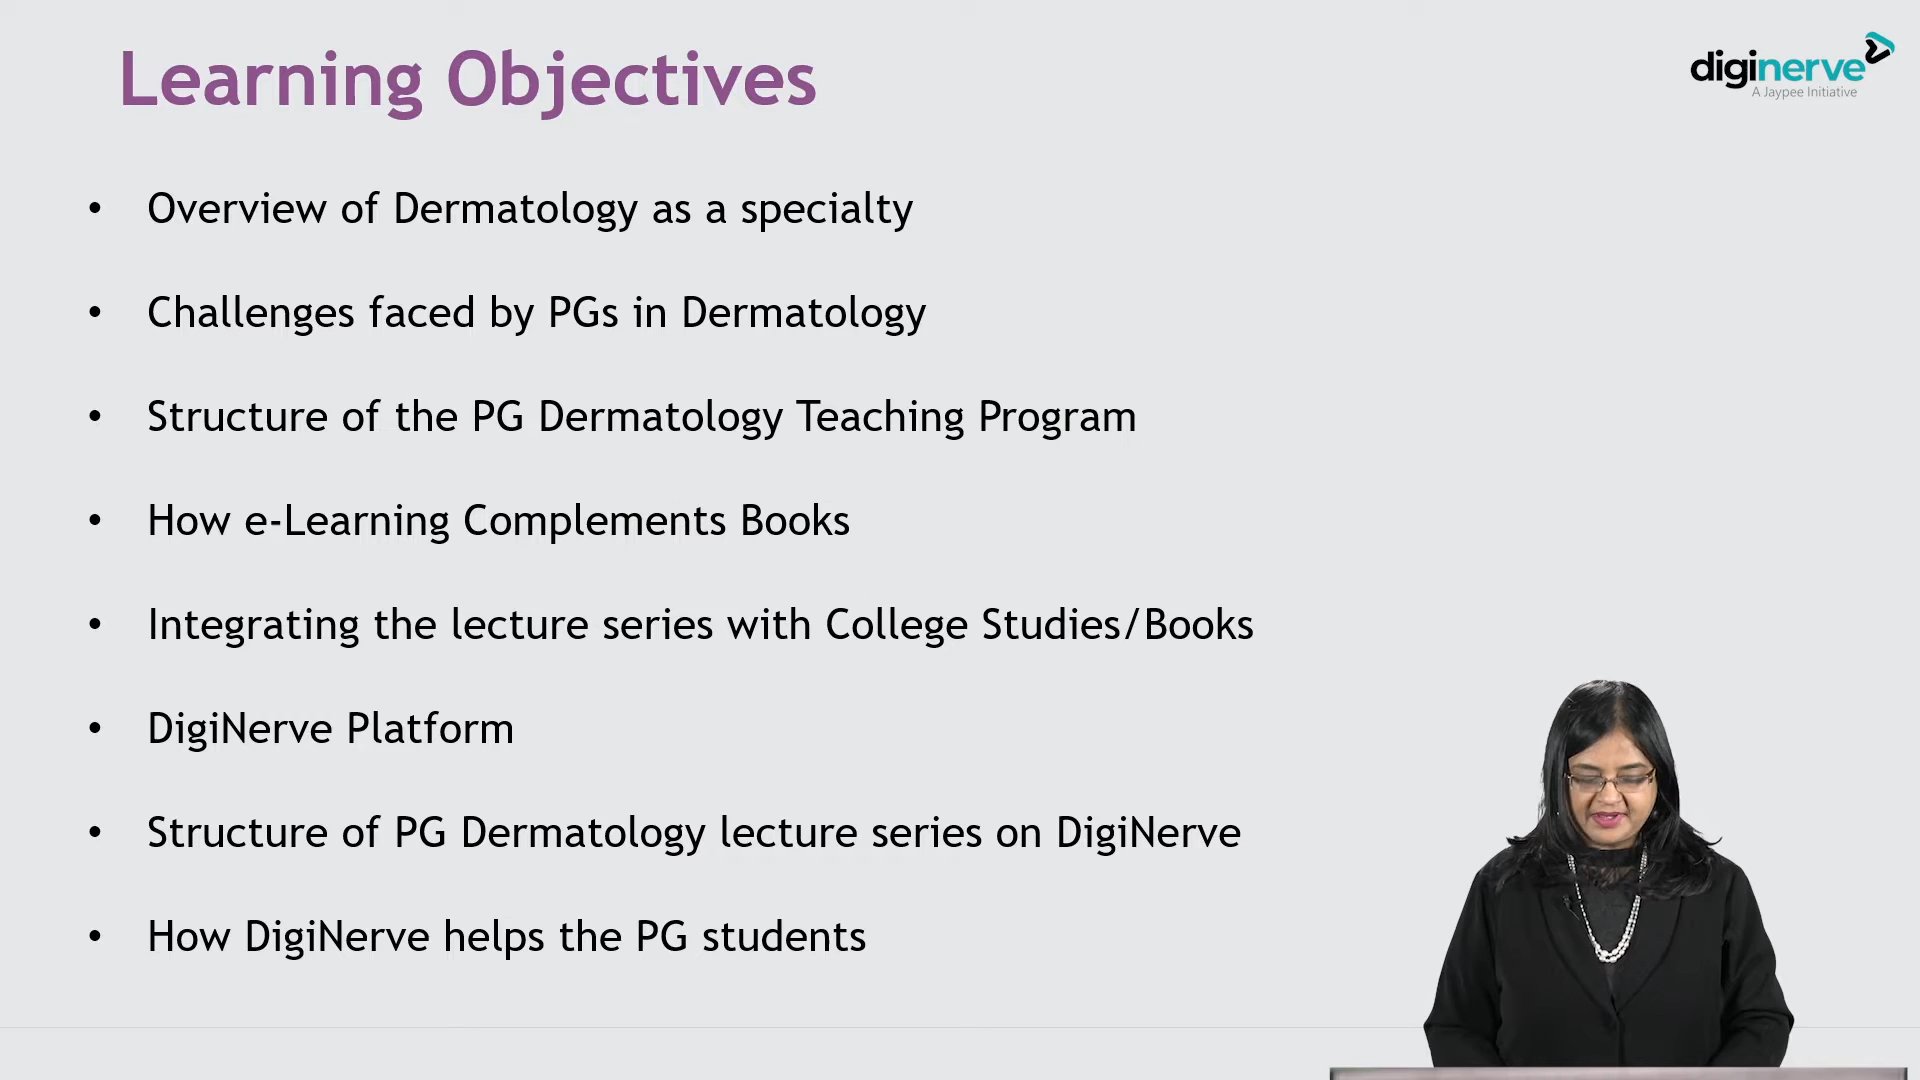 Learning Objectives
diginerve
A Jaypee Initiative
• Overview of Dermatology as a specialty
• Challenges faced by PGs in Dermatology
• Structure of the PG Dermatology Teaching Program
• How e-Learning Complements Books
• Integrating the lecture series with College Studies/Books
• DigiNerve Platform
• Structure of PG Dermatology lecture series on DigiNerve
• How DigiNerve helps the PG students